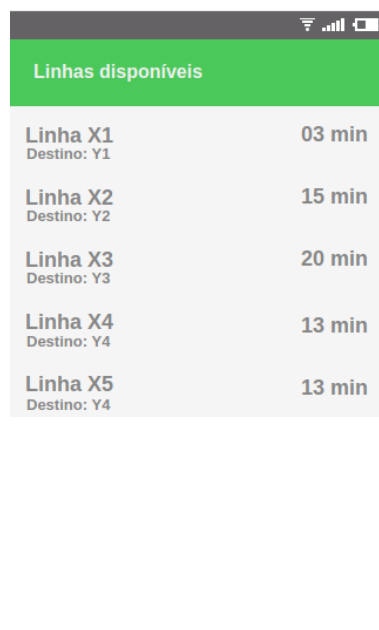 Linhas disponíveis
Linha X1 03 min
Destino: Y1
Linha X2 15 min
Destino: Y2
Linha X3 20 min
Destino: Y3
Linha X4 13 min
Destino: Y4
Linha X5 13 min
Destino: Y4